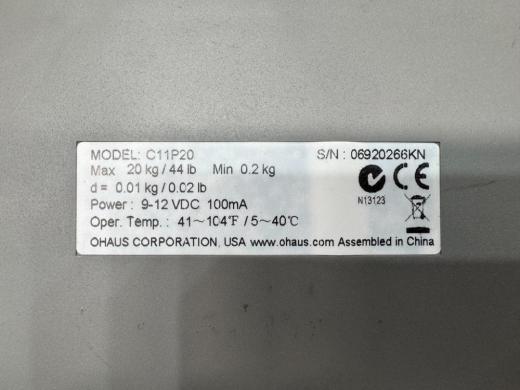 MODEL: C11P20 S/N : 06920266KN
Max 20 kg / 44 lb Min 0.2 kg
d = 0.01 kg / 0.02 lb
Power : 9-12 VDC 100mA
N13123
Oper. Temp. : 41～104℉ / 5～40℃
OHAUS CORPORATION, USA www.ohaus.com Assembled in China